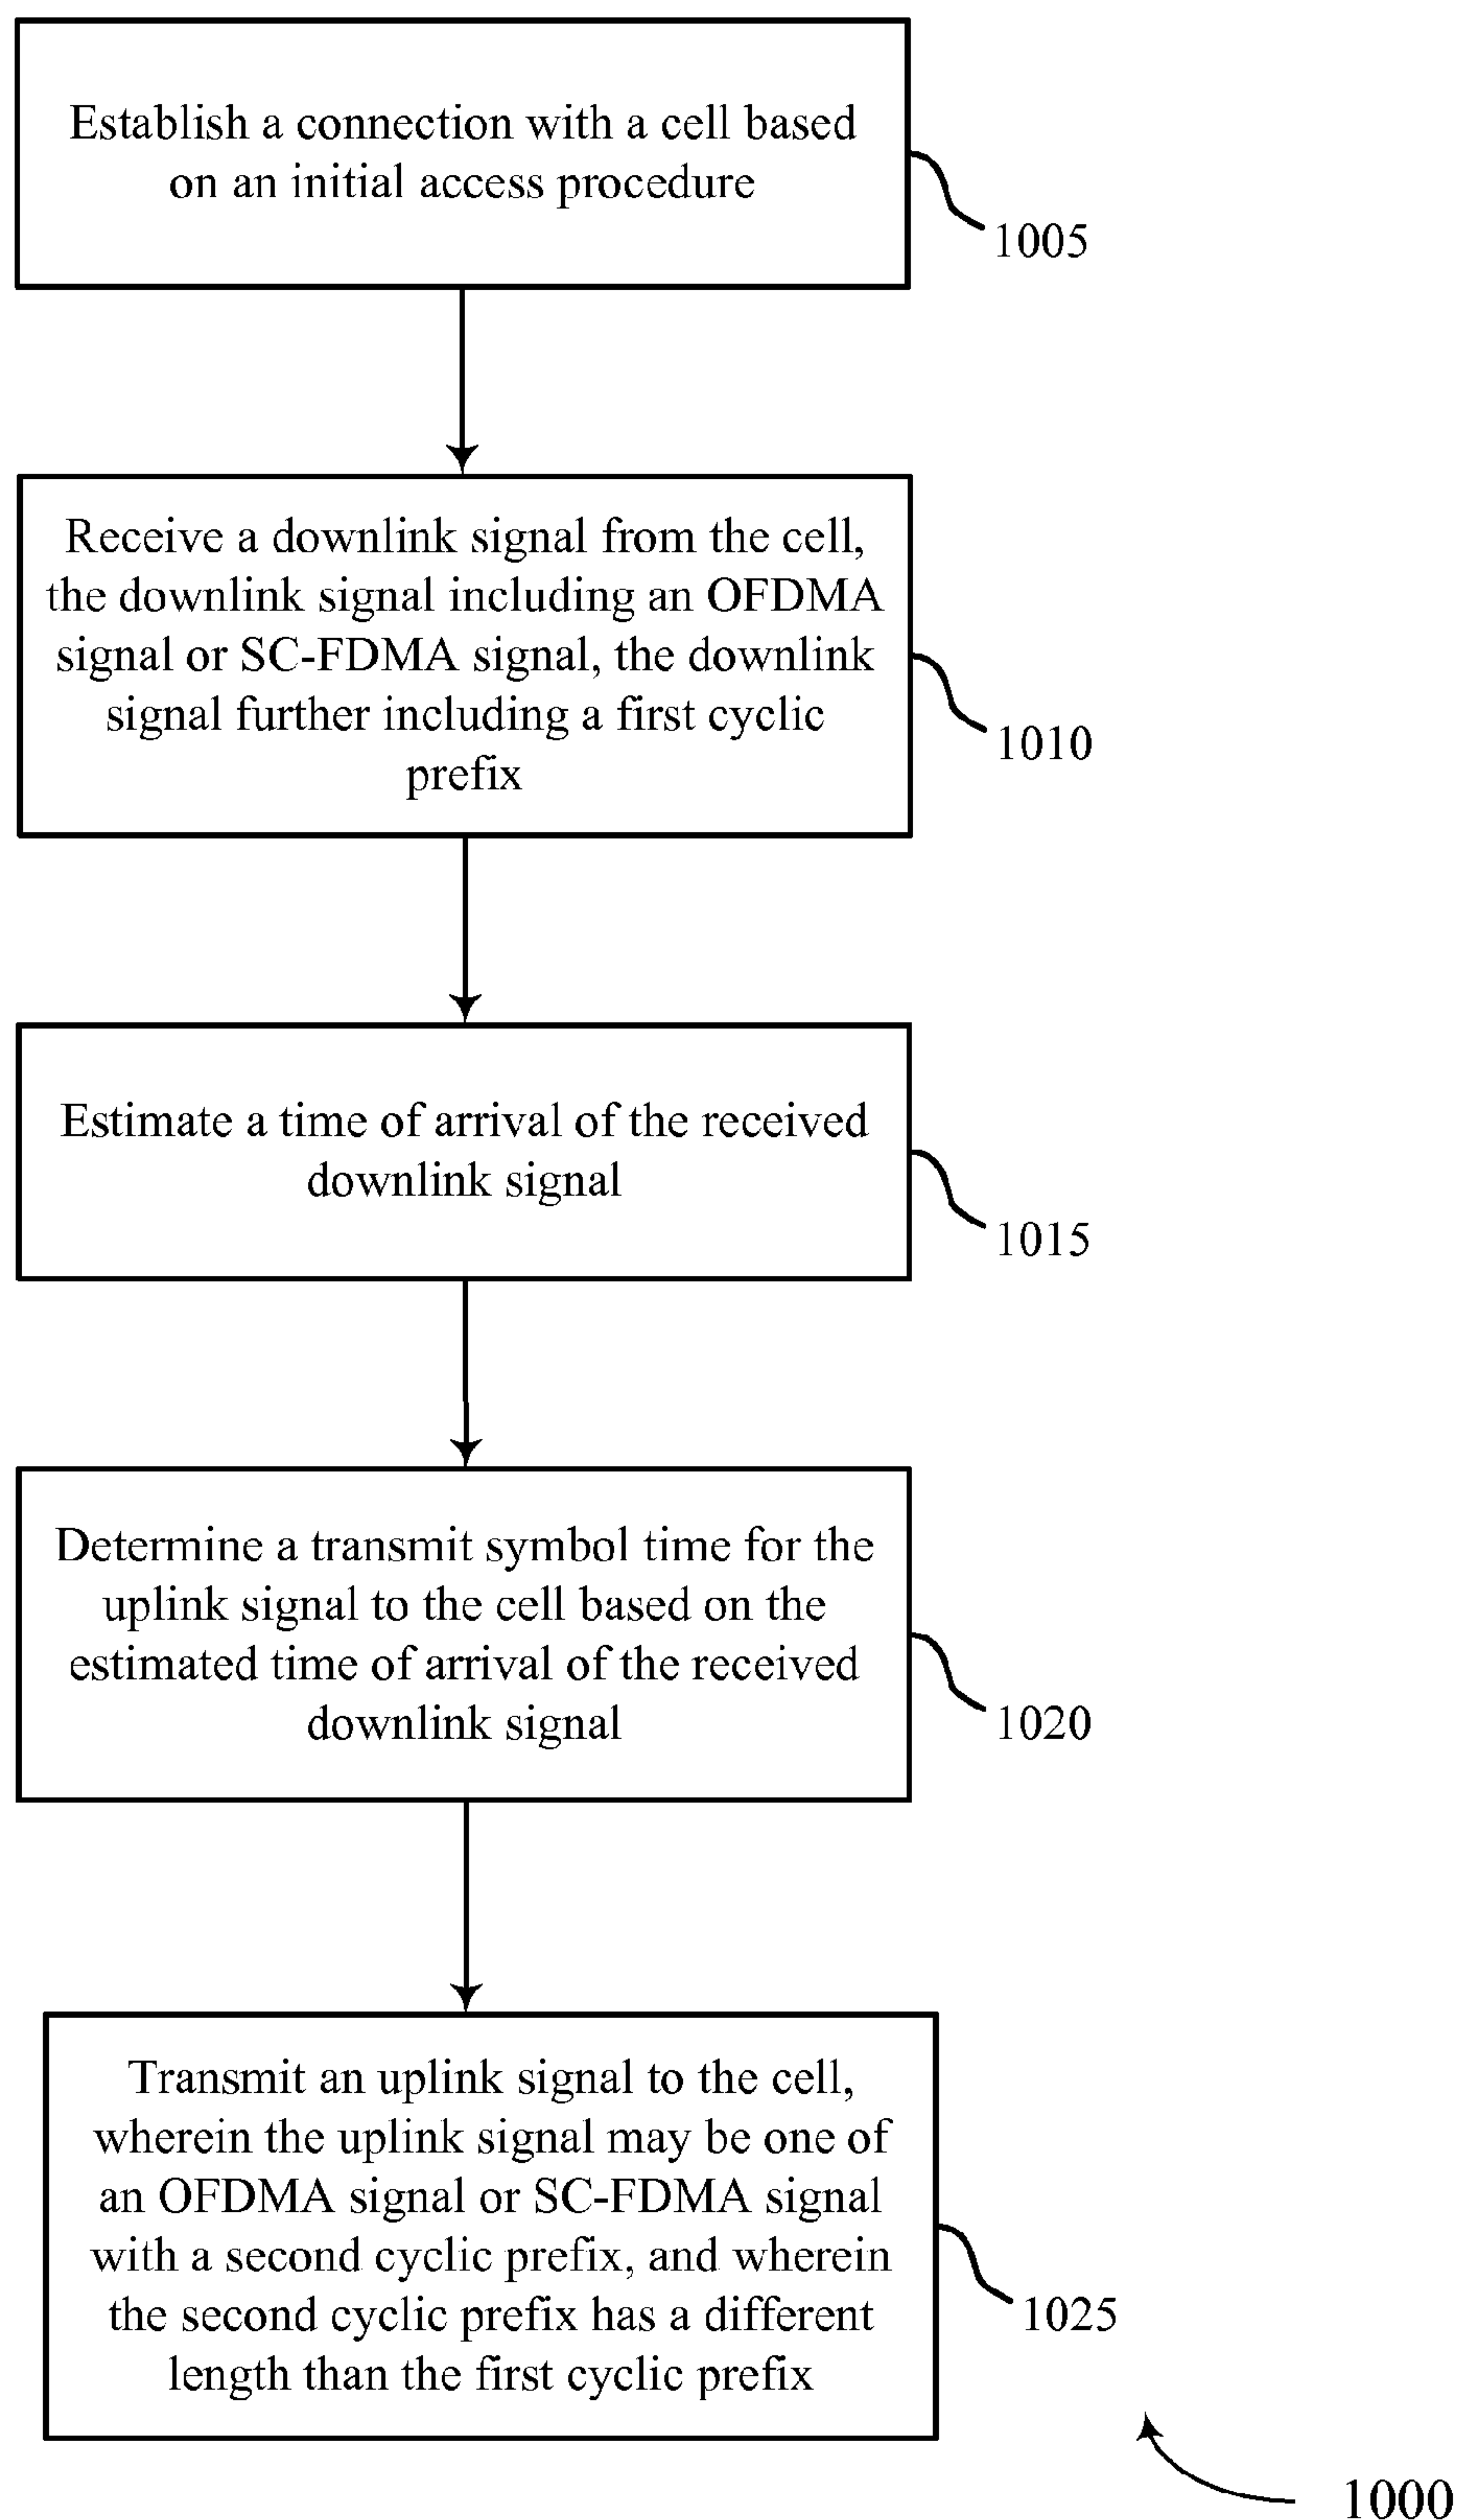 Establish a connection with a cell based
on an initial access procedure
1005
Receive a downlink signal from the cell,
the downlink signal including an OFDMA
signal or SC-FDMA signal, the downlink
signal further including a first cyclic
prefix
1010
Estimate a time of arrival of the received
downlink signal
1015
Determine a transmit symbol time for the
uplink signal to the cell based on the
estimated time of arrival of the received
downlink signal
1020
Transmit an uplink signal to the cell,
wherein the uplink signal may be one of
an OFDMA signal or SC-FDMA signal
with a second cyclic prefix, and wherein
the second cyclic prefix has a different
length than the first cyclic prefix
1025
1000